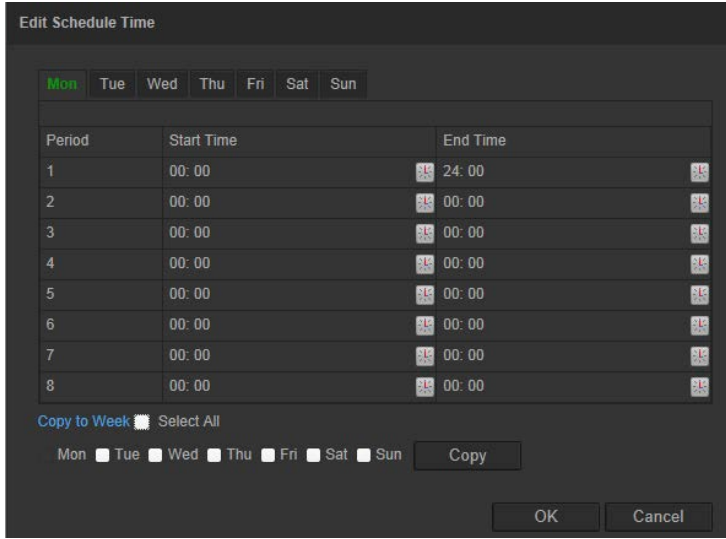 Edit Schedule Time
Mon Tue Wed Thu Fri Sat Sun
Period Start Time End Time
1 00: 00 24: 00
2 00: 00 00: 00
3 00: 00 00: 00
4 00: 00 00: 00
5 00: 00 00: 00
6 00: 00 00: 00
7 00: 00 00: 00
8 00: 00 00: 00
Copy to Week Select All
Mon Tue Wed Thu Fri Sat Sun Copy
OK Cancel